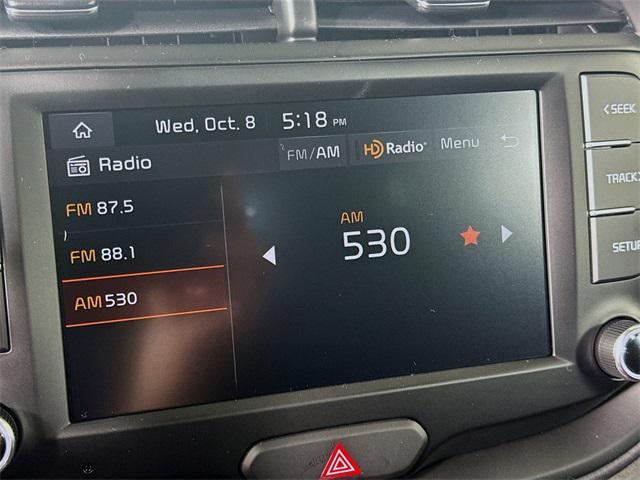 Wed, Oct. 8 5:18 PM
Radio FM/AM HD Radio Menu
FM 87.5
FM 88.1
AM 530
AM
530
< SEEK
TRACK >
SETUP